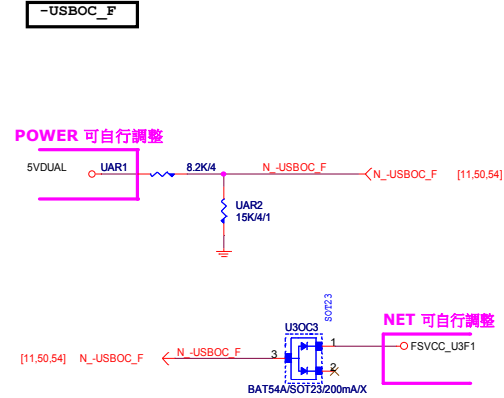 -USBOC_F
POWER 可自行調整
5VDUAL UAR1 8.2K/4 N_-USBOC_F N_-USBOC_F [11,50,54]
UAR2
15K/4/1
SOT23
NET 可自行調整
U3OC3
[11,50,54] N_-USBOC_F N_-USBOC_F 3 1 FSVCC_U3F1
2
BAT54A/SOT23/200mA/X